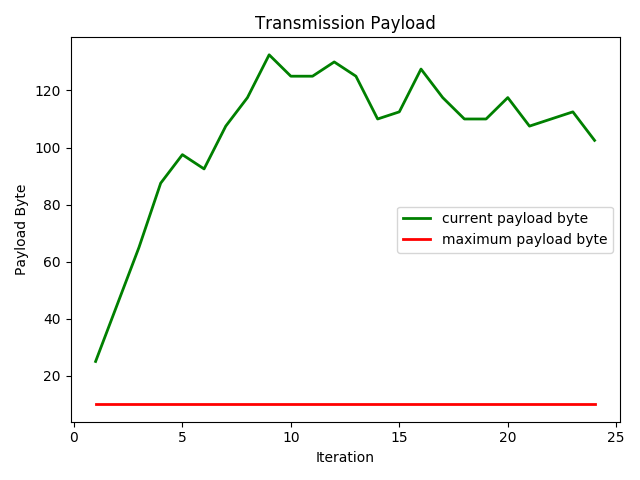 Transmission Payload
Payload Byte
120
100
80
60
40
20
current payload byte
maximum payload byte
0 5 10 15 20 25
Iteration